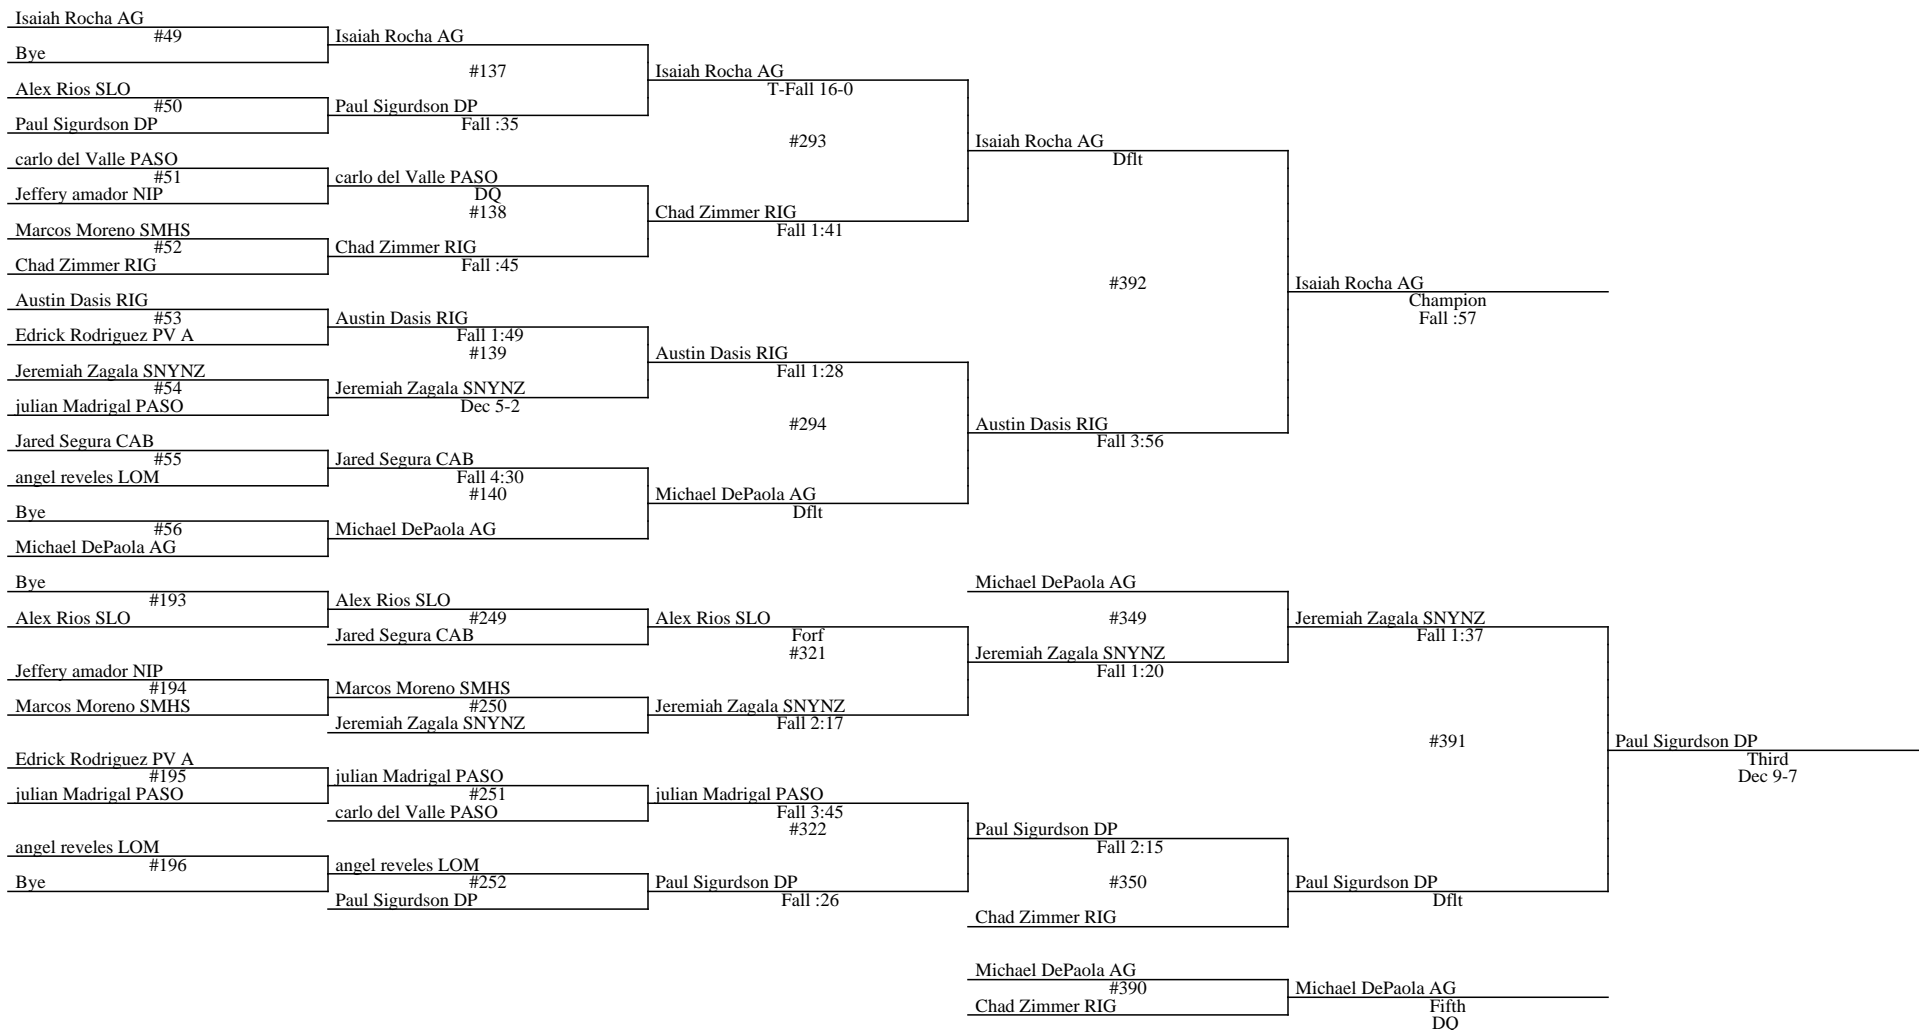 Isaiah Rocha AG
#49
Bye
Alex Rios SLO
#50
Paul Sigurdson DP
carlo del Valle PASO
#51
Jeffery amador NIP
Marcos Moreno SMHS
#52
Chad Zimmer RIG
Austin Dasis RIG
#53
Edrick Rodriguez PV A
Jeremiah Zagala SNYNZ
#54
julian Madrigal PASO
Jared Segura CAB
#55
angel reveles LOM
Bye
#56
Michael DePaola AG
Isaiah Rocha AG
#137
Paul Sigurdson DP
Fall :35
carlo del Valle PASO
DQ
#138
Chad Zimmer RIG
Fall :45
Austin Dasis RIG
Fall 1:49
#139
Jeremiah Zagala SNYNZ
Dec 5-2
Jared Segura CAB
Fall 4:30
#140
Michael DePaola AG
Isaiah Rocha AG
T-Fall 16-0
#293
Chad Zimmer RIG
Fall 1:41
Austin Dasis RIG
Fall 1:28
#294
Michael DePaola AG
Dflt
Isaiah Rocha AG
Dflt
#392
Austin Dasis RIG
Fall 3:56
Isaiah Rocha AG
Champion
Fall :57
Bye
#193
Alex Rios SLO
Jeffery amador NIP
#194
Marcos Moreno SMHS
Edrick Rodriguez PV A
#195
julian Madrigal PASO
angel reveles LOM
#196
Bye
Alex Rios SLO
#249
Jared Segura CAB
Marcos Moreno SMHS
#250
Jeremiah Zagala SNYNZ
julian Madrigal PASO
#251
carlo del Valle PASO
angel reveles LOM
#252
Paul Sigurdson DP
Alex Rios SLO
Forf
#321
Jeremiah Zagala SNYNZ
Fall 2:17
julian Madrigal PASO
Fall 3:45
#322
Paul Sigurdson DP
Fall :26
Michael DePaola AG
#349
Jeremiah Zagala SNYNZ
Fall 1:20
Paul Sigurdson DP
Fall 2:15
#350
Chad Zimmer RIG
Jeremiah Zagala SNYNZ
Fall 1:37
#391
Paul Sigurdson DP
Dflt
Paul Sigurdson DP
Third
Dec 9-7
Michael DePaola AG
#390
Chad Zimmer RIG
Michael DePaola AG
Fifth
DQ